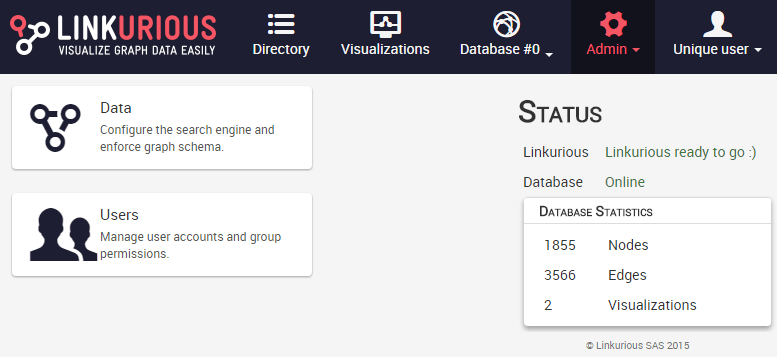 LINKURIOUS
VISUALIZE GRAPH DATA EASILY
Directory
Visualizations
Database #0
Admin
Unique user
Data
Configure the search engine and
enforce graph schema.
Users
Manage user accounts and group
permissions.
STATUS
Linkurious Linkurious ready to go :)
Database Online
DATABASE STATISTICS
1855 Nodes
3566 Edges
2 Visualizations
© Linkurious SAS 2015